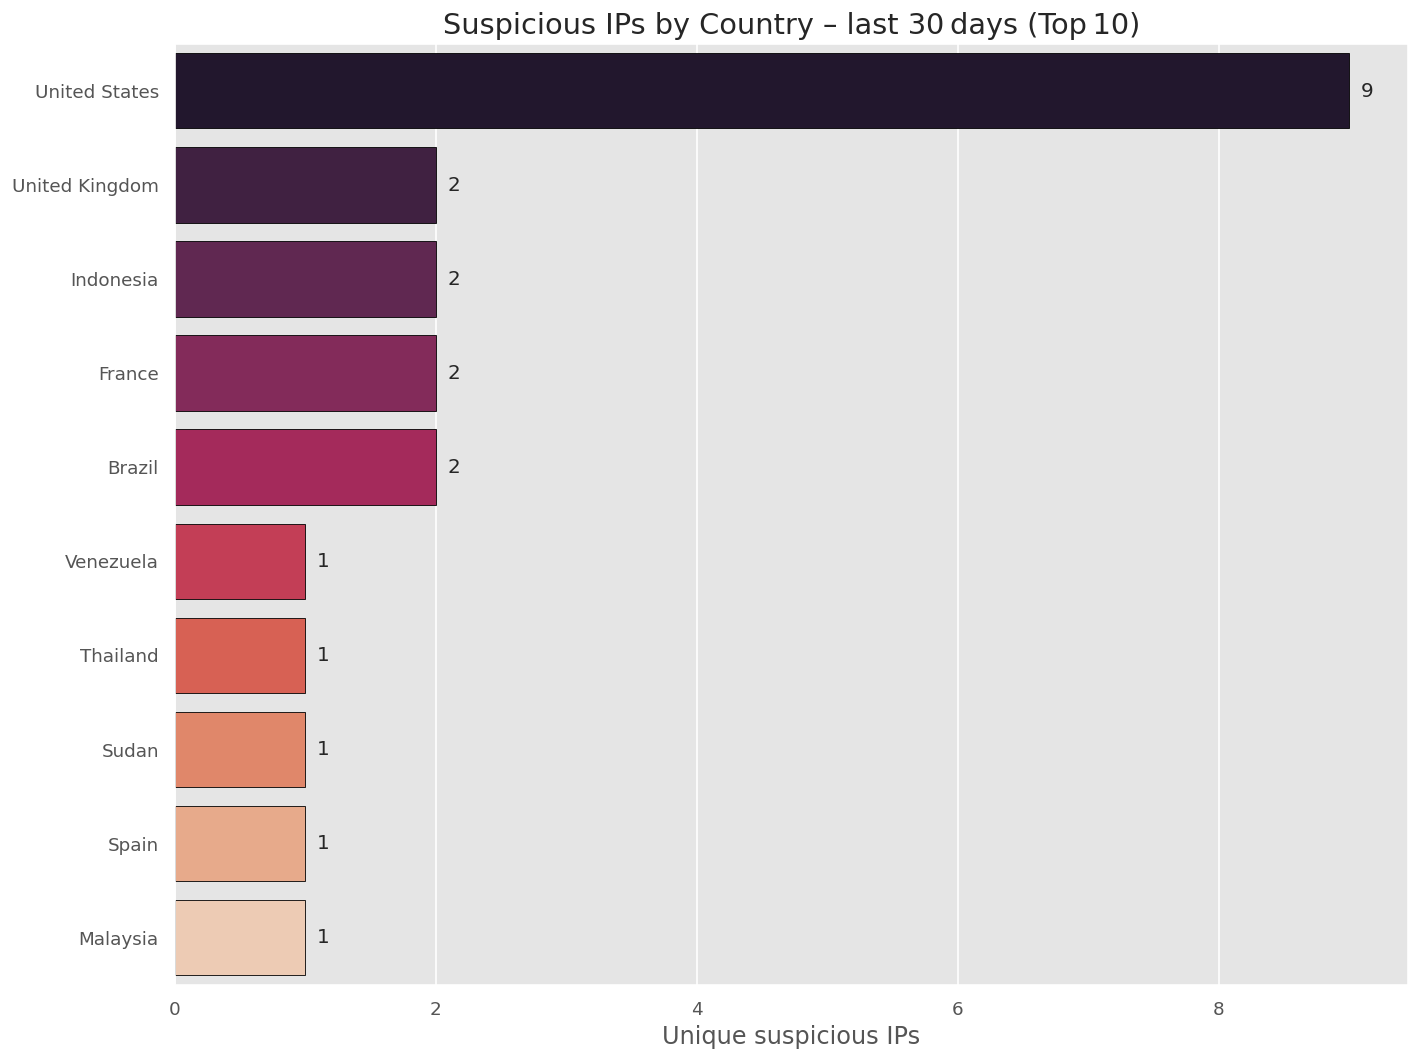 Suspicious IPs by Country – last 30 days (Top 10)
United States 9
United Kingdom 2
Indonesia 2
France 2
Brazil 2
Venezuela 1
Thailand 1
Sudan 1
Spain 1
Malaysia 1
0 2 4 6 8
Unique suspicious IPs